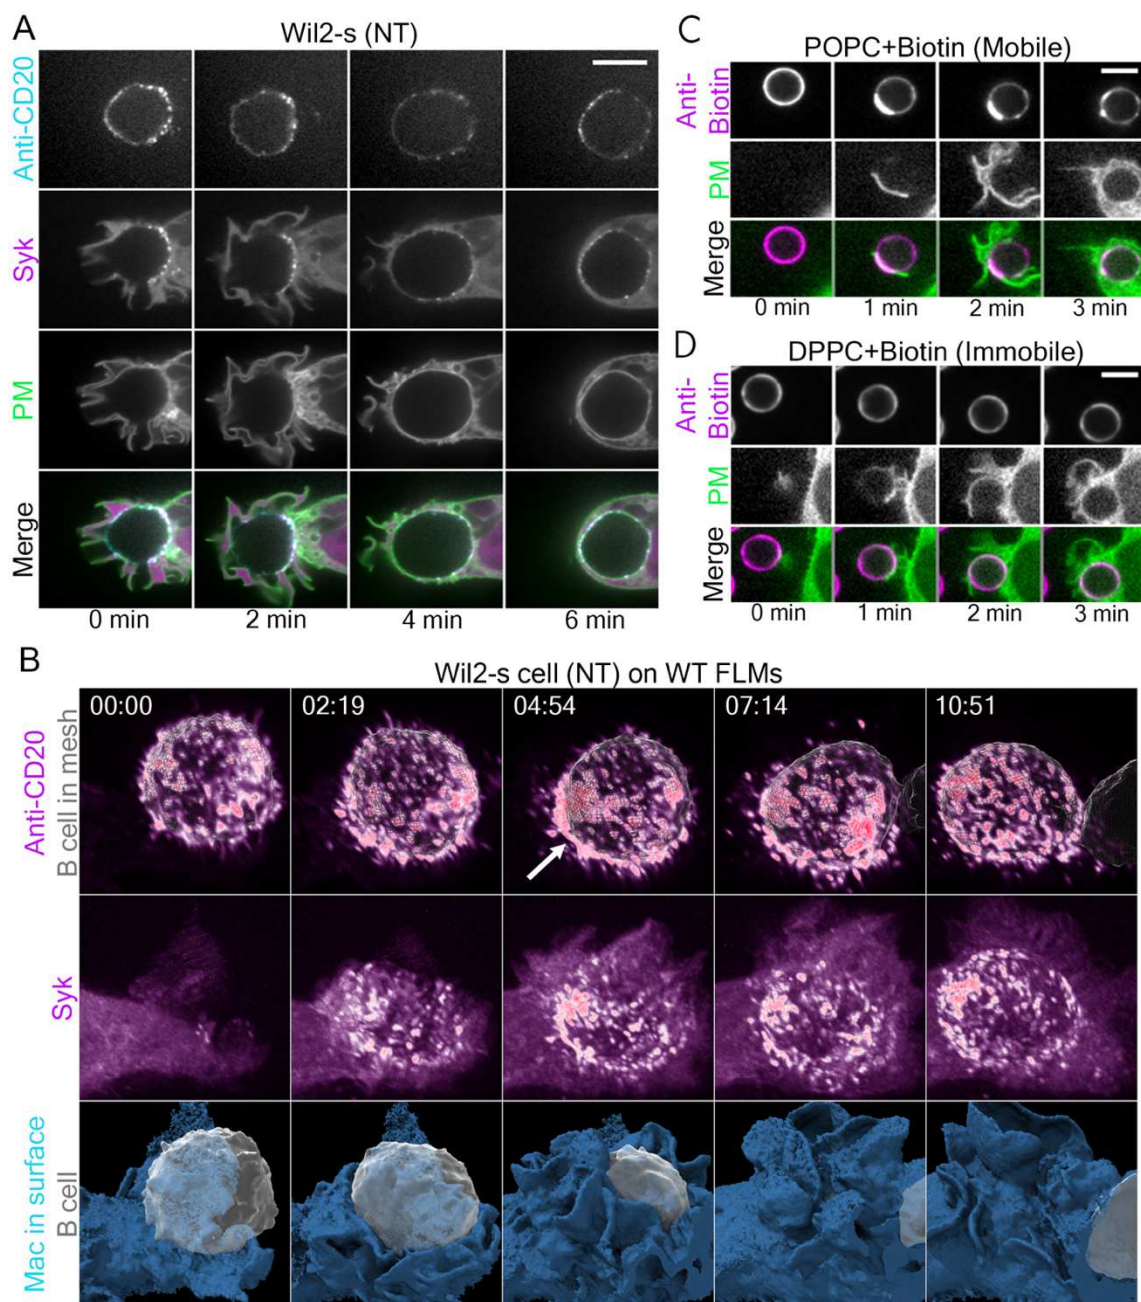 A
Wil2-s (NT)
Anti-CD20
Syk
PM
Merge
0 min
2 min
4 min
6 min
C
POPC+Biotin (Mobile)
Anti-
Biotin
PM
Merge
0 min
1 min
2 min
3 min
D
DPPC+Biotin (Immobile)
Anti-
Biotin
PM
Merge
0 min
1 min
2 min
3 min
B
Wil2-s cell (NT) on WT FLMs
Anti-CD20
B cell in mesh
00:00
02:19
04:54
07:14
10:51
Syk
Mac in surface
B cell